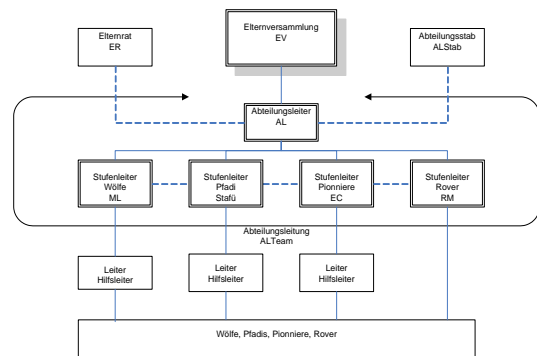 Elternversammlung
EV
Elternrat
ER
Abteilungsstab
ALStab
Abteilungsleiter
AL
Stufenleiter
Wölfe
ML
Stufenleiter
Pfadi
Stafü
Stufenleiter
Pionniere
EC
Stufenleiter
Rover
RM
Abteilungsleitung
ALTeam
Leiter
Hilfsleiter
Leiter
Hilfsleiter
Leiter
Hilfsleiter
Wölfe, Pfadis, Pionniere, Rover